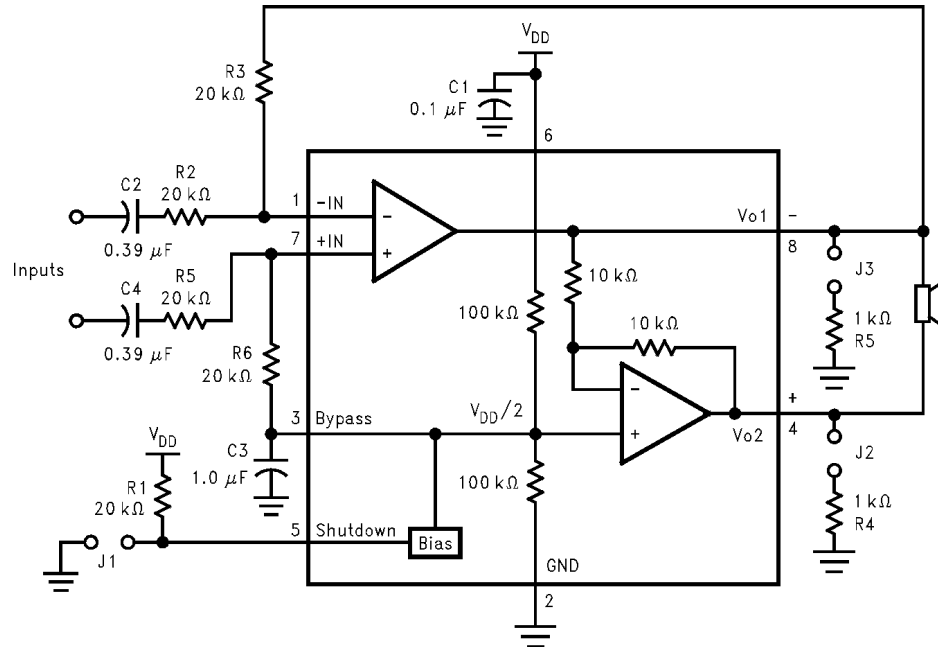 V_DD
R3
20 kΩ
C1
0.1 μF
6
C2
0.39 μF
R2
20 kΩ
1
-IN
-
Vo1
-
8
7
+IN
+
Inputs
C4
0.39 μF
R5
20 kΩ
10 kΩ
J3
100 kΩ
10 kΩ
1 kΩ
R5
R6
20 kΩ
-
3
Bypass
V_DD/2
+
+
4
Vo2
C3
1.0 μF
V_DD
R1
20 kΩ
100 kΩ
J2
1 kΩ
R4
5
Shutdown
Bias
J1
GND
2